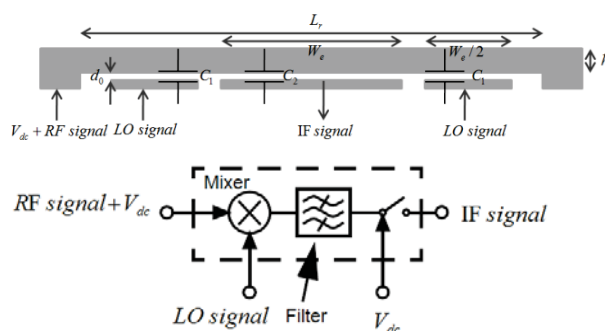 L_r
W_e
W_e/2
d_0
C_1
C_2
C_1
V_dc + RF signal
LO signal
IF signal
LO signal
Mixer
RF signal+V_dc
IF signal
LO signal
Filter
V_dc